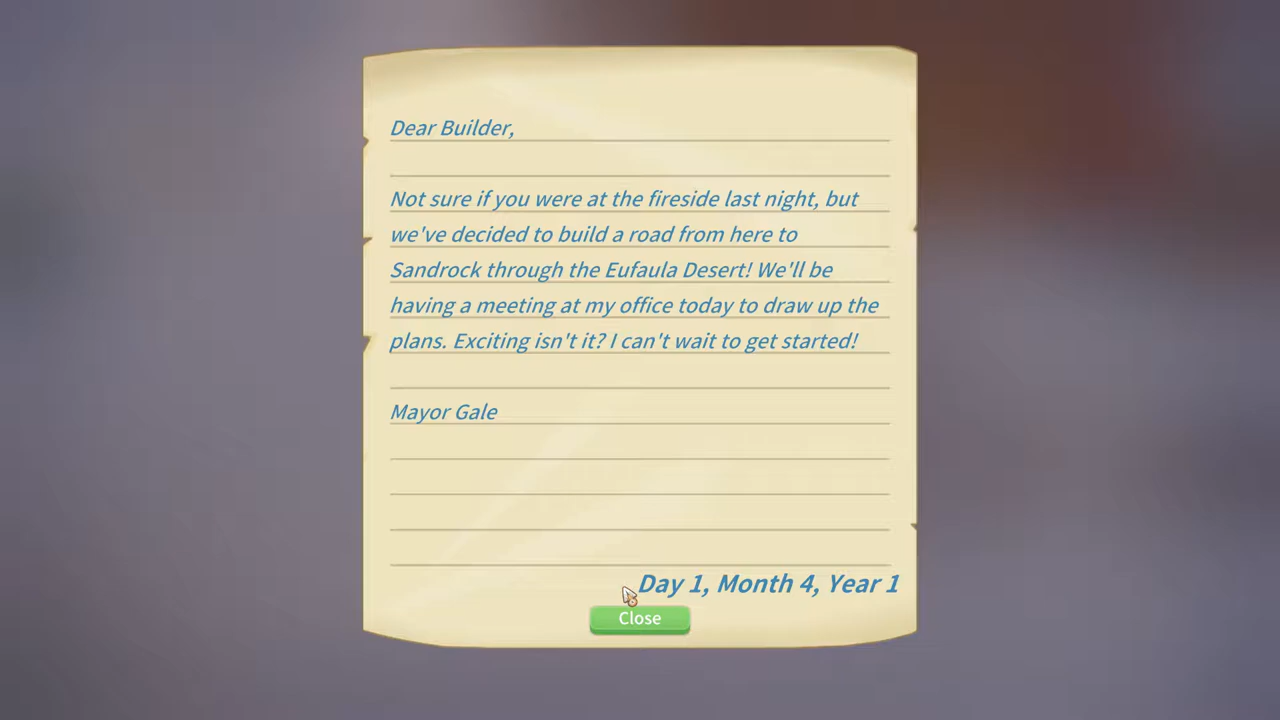 Dear Builder,
Not sure if you were at the fireside last night, but
we've decided to build a road from here to
Sandrock through the Eufaula Desert! We'll be
having a meeting at my office today to draw up the
plans. Exciting isn't it? I can't wait to get started!
Mayor Gale
Day 1, Month 4, Year 1
Close